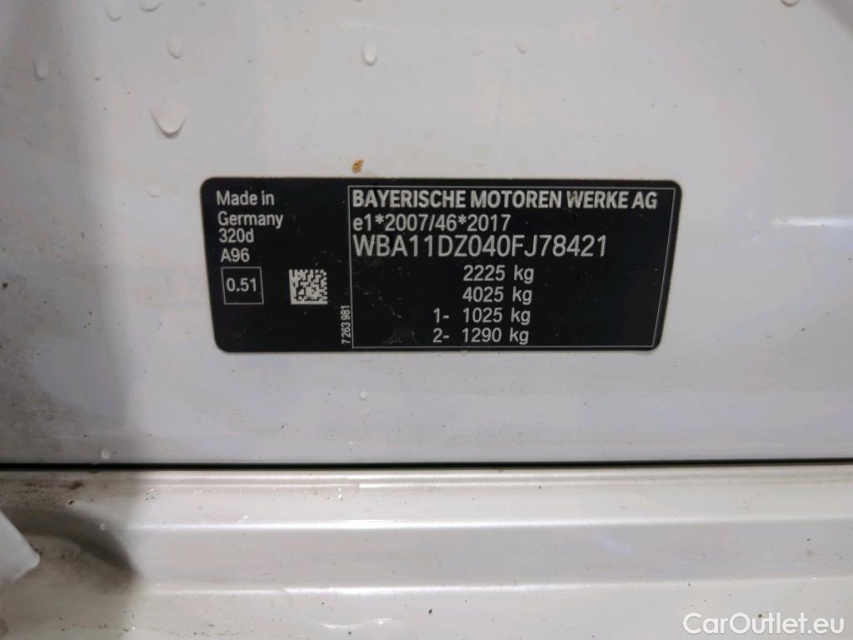 Made in
Germany
320d
A96
0.51
7 263 981
BAYERISCHE MOTOREN WERKE AG
e1*2007/46*2017
WBA11DZ040FJ78421
2225 kg
4025 kg
1- 1025 kg
2- 1290 kg
CarOutlet.eu